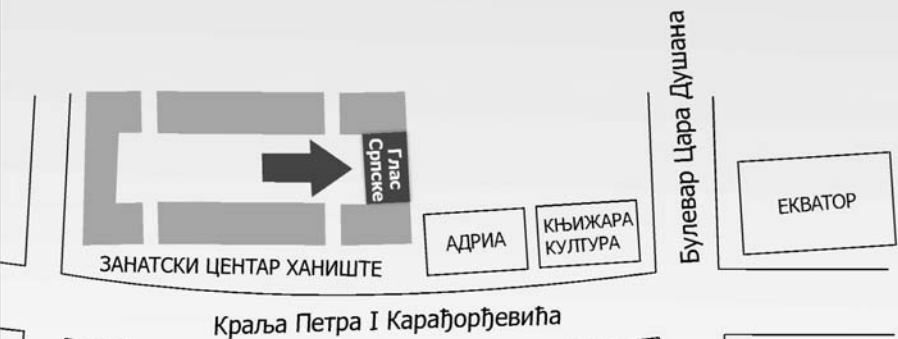 Булевар Цара Душана
Глас
Српске
ЕКВАТОР
КЊИЖАРА
КУЛТУРА
АДРИА
ЗАНАТСКИ ЦЕНТАР ХАНИШТЕ
Краља Петра I Карађорђевића